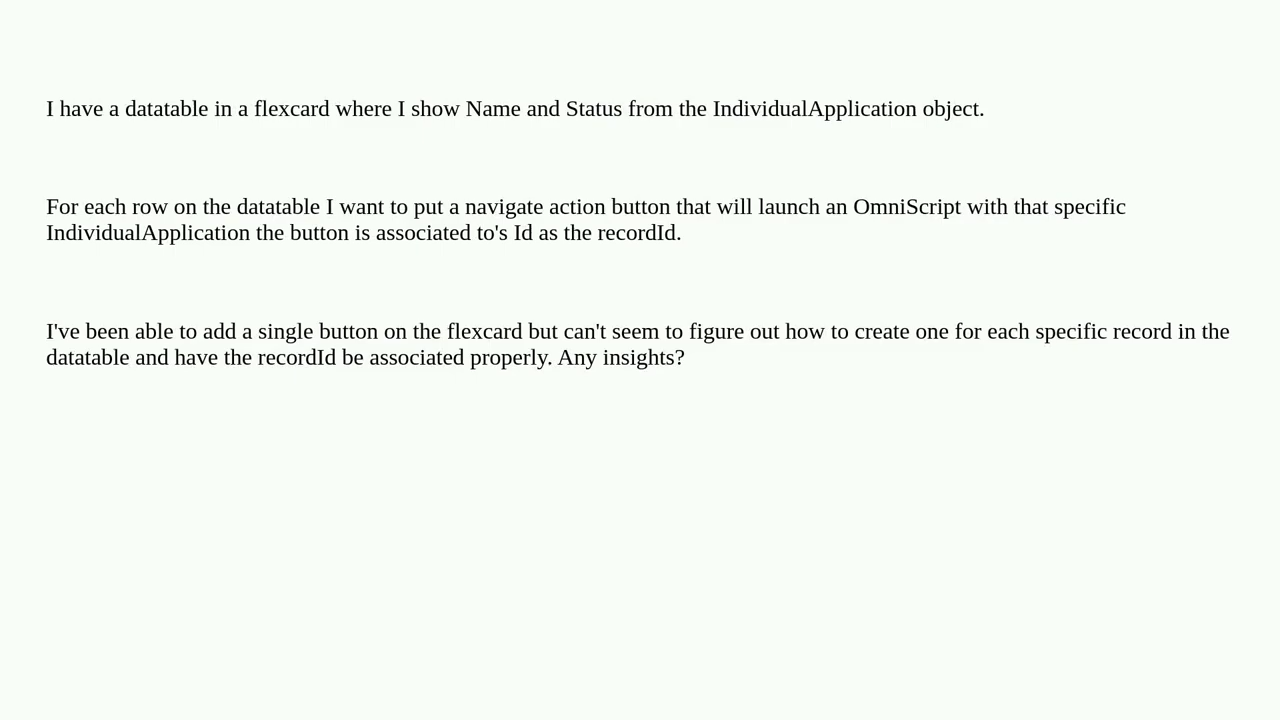 I have a datatable in a flexcard where I show Name and Status from the IndividualApplication object.
For each row on the datatable I want to put a navigate action button that will launch an OmniScript with that specific
IndividualApplication the button is associated to's Id as the recordId.
I've been able to add a single button on the flexcard but can't seem to figure out how to create one for each specific record in the
datatable and have the recordId be associated properly. Any insights?